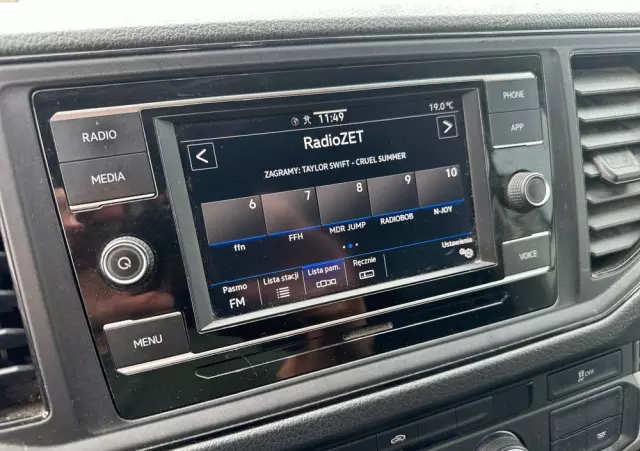 11:49
19.0 °C
RadioZET
ZAGRAMY: TAYLOR SWIFT - CRUEL SUMMER
6 7 8 9 10
ffn FFH MDR JUMP RADIOBOB N-JOY
Pasmo FM
Lista stacji
Lista pam.
Ręcznie
Ustawienia
RADIO
MEDIA
MENU
PHONE
APP
VOICE
OFF